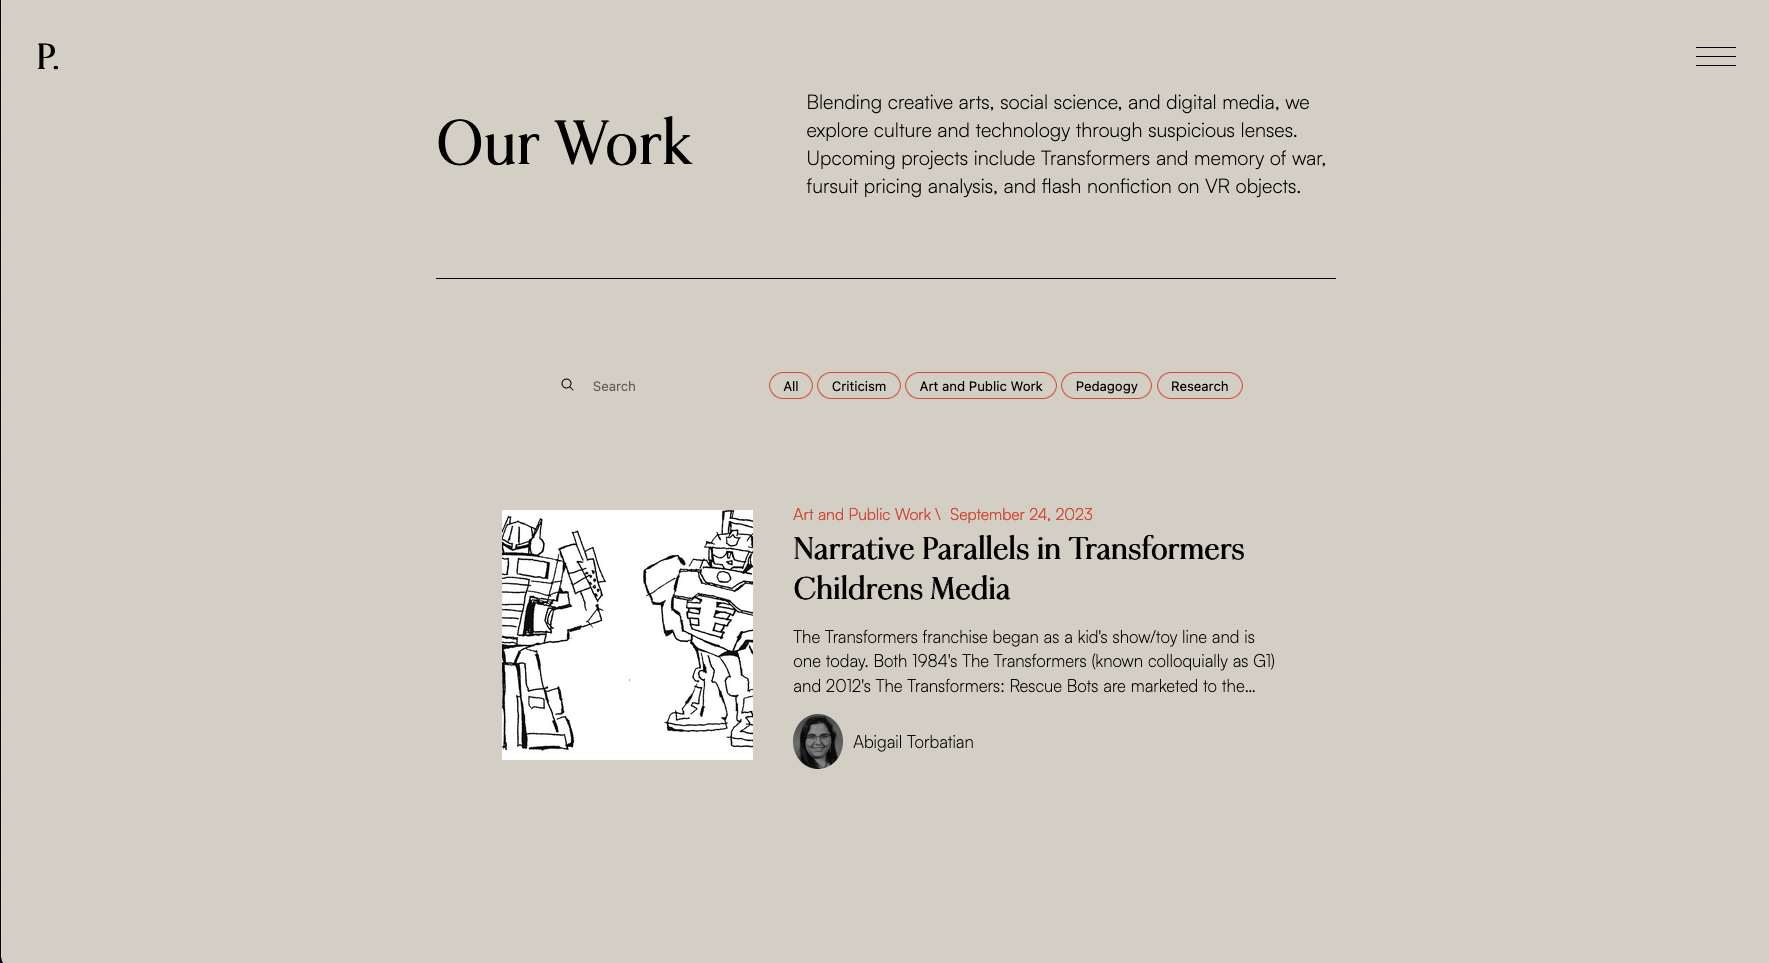 P.
Our Work
Blending creative arts, social science, and digital media, we
explore culture and technology through suspicious lenses.
Upcoming projects include Transformers and memory of war,
fursuit pricing analysis, and flash nonfiction on VR objects.
Search
All
Criticism
Art and Public Work
Pedagogy
Research
Art and Public Work \ September 24, 2023
Narrative Parallels in Transformers
Childrens Media
The Transformers franchise began as a kid's show/toy line and is
one today. Both 1984's The Transformers (known colloquially as G1)
and 2012's The Transformers: Rescue Bots are marketed to the...
Abigail Torbatian